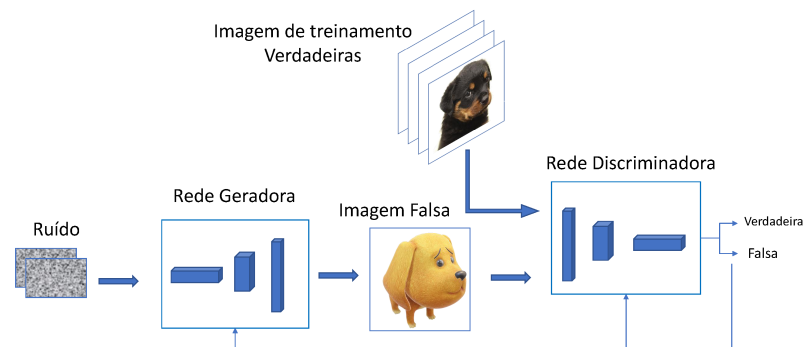 Imagem de treinamento
Verdadeiras
Rede Discriminadora
Rede Geradora
Imagem Falsa
Ruído
Verdadeira
Falsa